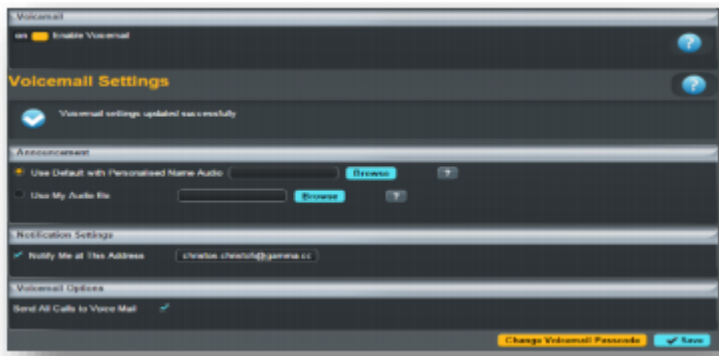 Voicemail
on Enable Voicemail
?
Voicemail Settings
?
Voicemail settings updated successfully
Announcement
Use Default with Personalised Name Audio Browse ?
Use My Audio file Browse ?
Notification Settings
Notify Me at This Address
Voicemail Options
Send All Calls to Voice Mail
Change Voicemail Passcode Save